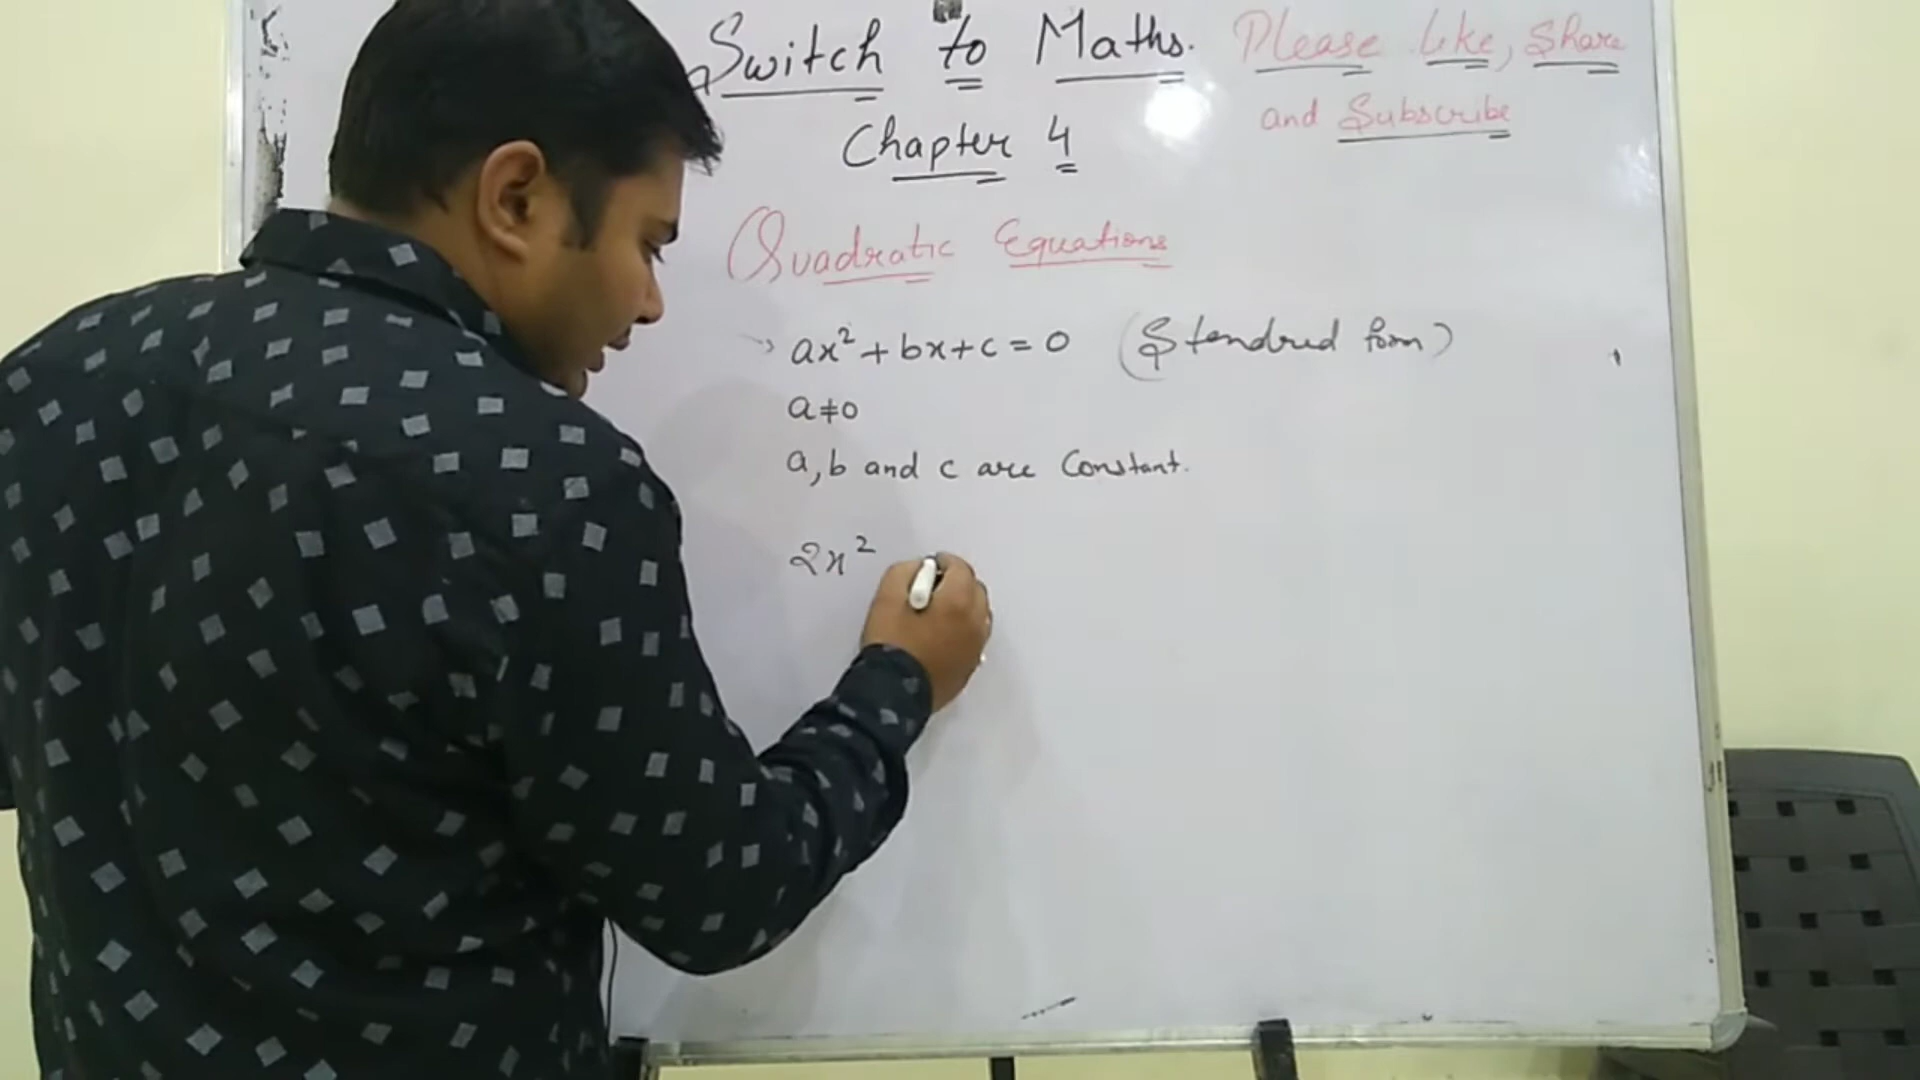 Switch to Maths.
Please Like, Share
and Subscribe
Chapter 4
Quadratic Equations
ax²+bx+c=0 (Stendred form)
a≠0
a,b and c are Constant.
2x²